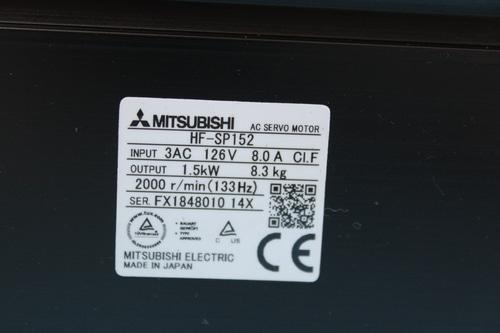 MITSUBISHI AC SERVO MOTOR
HF-SP152
INPUT 3AC 126V 8.0 A Cl.F
OUTPUT 1.5kW 8.3 kg
2000 r/min (133Hz)
SER. FX1848010 14X
C US
CE
MITSUBISHI ELECTRIC
MADE IN JAPAN